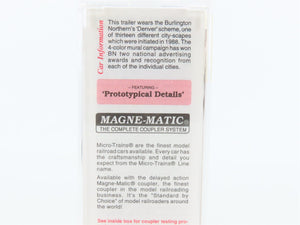 Car Information
This trailer wears the Burlington
Northern's 'Denver' scheme, one
of thirteen different city-scapes
which were initiated in 1988. The
4-color mural campaign has won
BN two national advertising
awards and recognition from
each of the individual cities.
— FEATURING —
'Prototypical Details'
MAGNE-MATIC®
THE COMPLETE COUPLER SYSTEM
Micro-Trains® are the finest model
railroad cars available. Every car has
the craftsmanship and detail you
expect from the Micro-Trains® Line
name.
Available with delayed action
Magne-Matic® coupler, the finest
coupler in the model railroading
business. It's the "Standard by
Choice" of model railroaders around
the world!
See inside box for coupler testing pro-